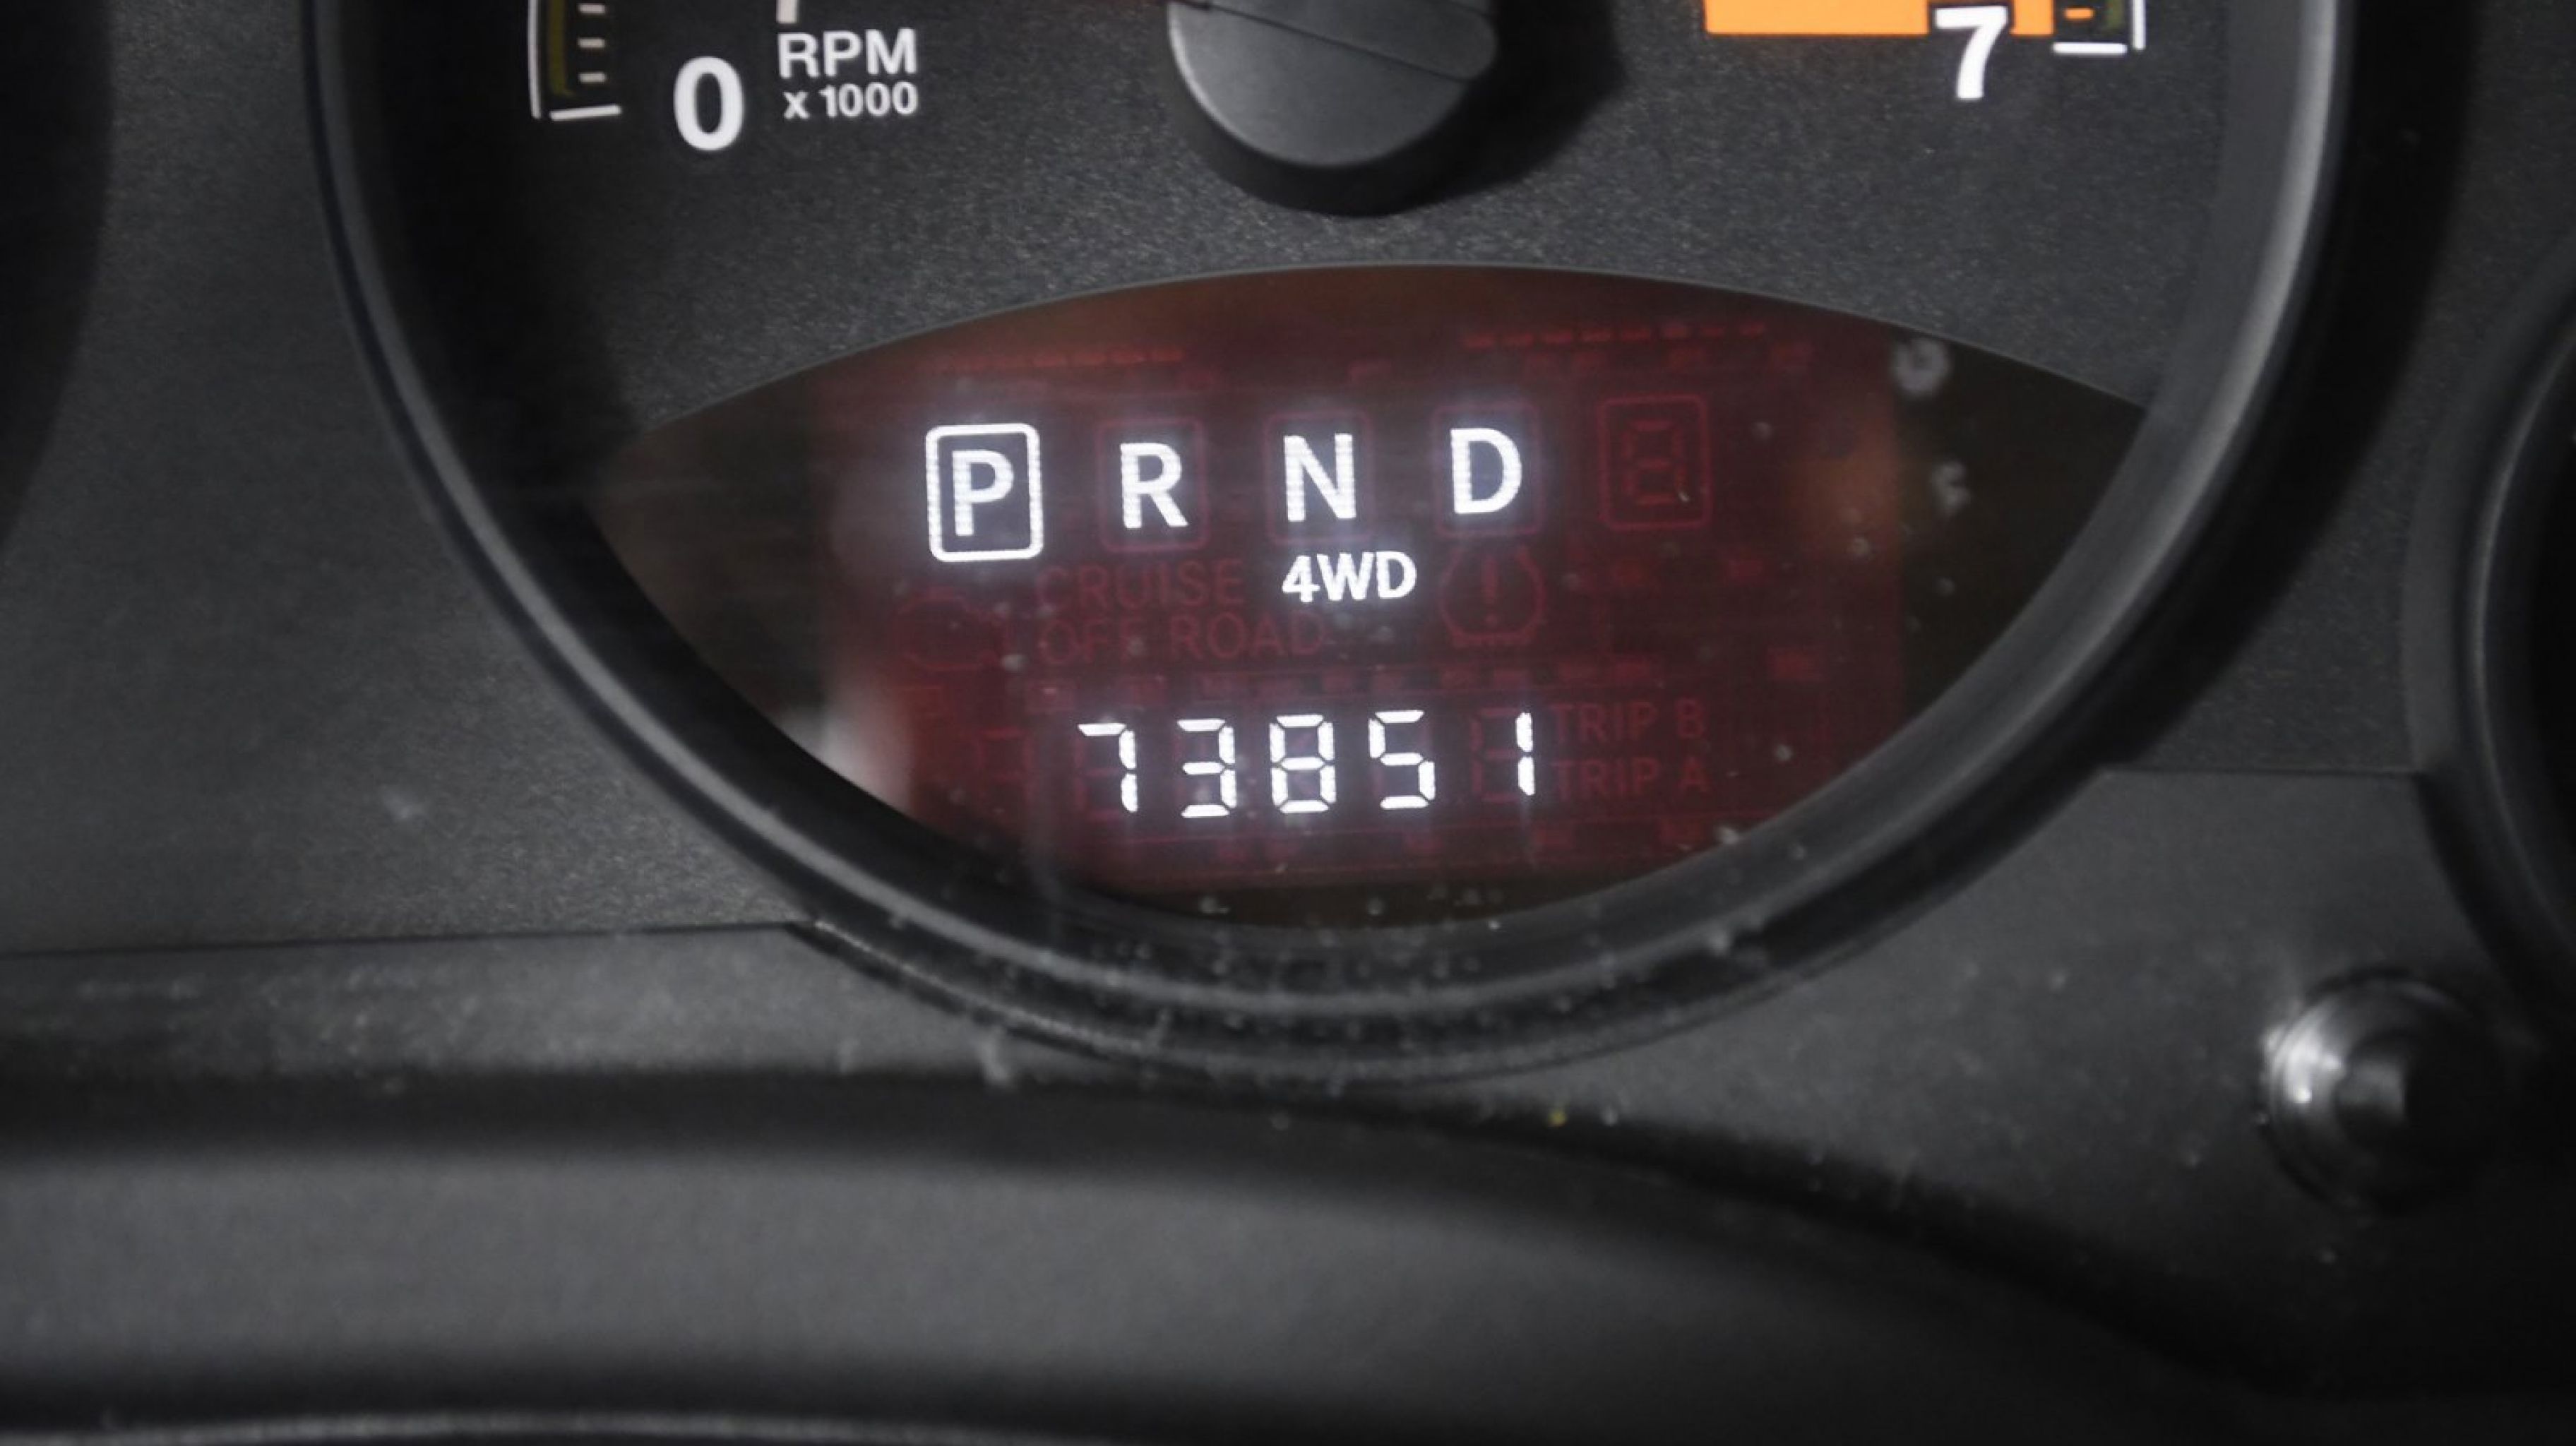 0
RPM
x 1000
7
P R N D
CRUISE 4WD
OFF ROAD
73851
TRIP B
TRIP A